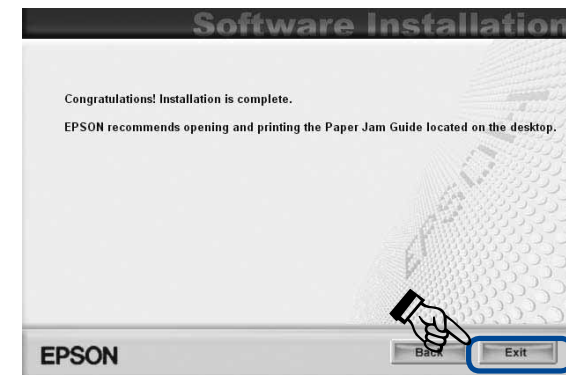 Software Installation
Congratulations! Installation is complete.
EPSON recommends opening and printing the Paper Jam Guide located on the desktop.
EPSON
EPSON
Back
Exit